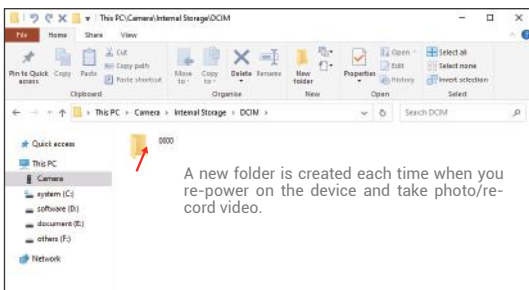 This PC\Camera\Internal Storage\DCIM
File Home Share View
Pin to Quick access
Copy
Paste
Cut
Copy path
Paste shortcut
Clipboard
Move to
Copy to
Delete
Rename
Organise
New folder
New
Properties
Open
Edit
History
Open
Select all
Select none
Invert selection
Select
This PC > Camera > Internal Storage > DCIM >
Search DCIM
Quick access
This PC
Camera
system (C:)
software (D:)
document (E:)
others (F:)
Network
0000
A new folder is created each time when you
re-power on the device and take photo/re-
cord video.